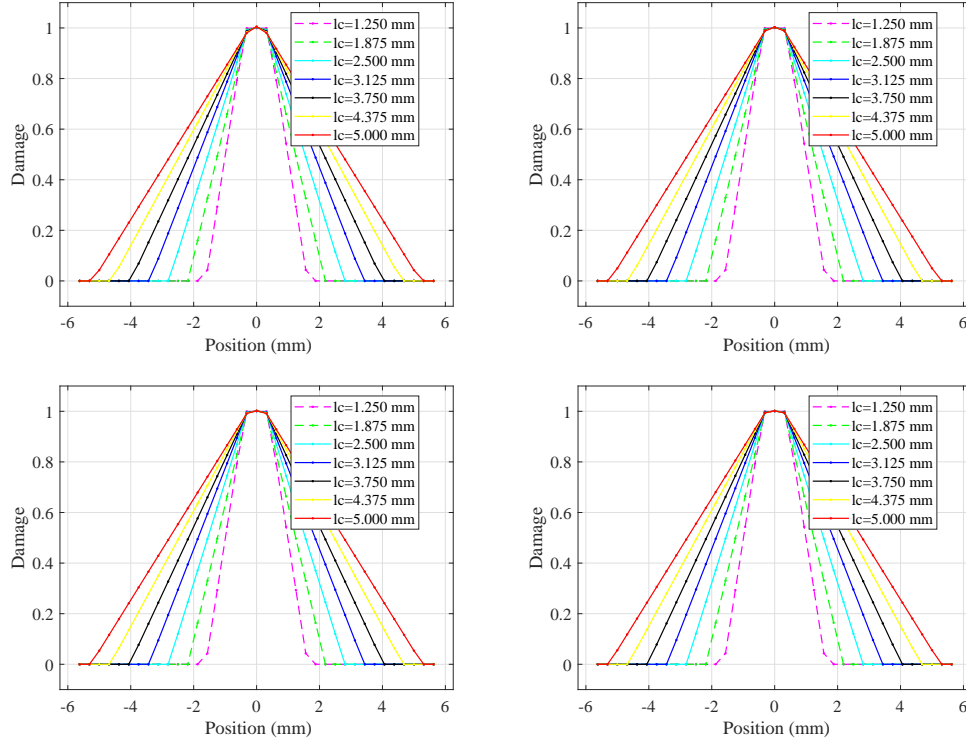 1
0.8
0.6
0.4
0.2
0
Damage
-6 -4 -2 0 2 4 6
Position (mm)
lc=1.250 mm
lc=1.875 mm
lc=2.500 mm
lc=3.125 mm
lc=3.750 mm
lc=4.375 mm
lc=5.000 mm
1
0.8
0.6
0.4
0.2
0
Damage
-6 -4 -2 0 2 4 6
Position (mm)
lc=1.250 mm
lc=1.875 mm
lc=2.500 mm
lc=3.125 mm
lc=3.750 mm
lc=4.375 mm
lc=5.000 mm
1
0.8
0.6
0.4
0.2
0
Damage
-6 -4 -2 0 2 4 6
Position (mm)
lc=1.250 mm
lc=1.875 mm
lc=2.500 mm
lc=3.125 mm
lc=3.750 mm
lc=4.375 mm
lc=5.000 mm
1
0.8
0.6
0.4
0.2
0
Damage
-6 -4 -2 0 2 4 6
Position (mm)
lc=1.250 mm
lc=1.875 mm
lc=2.500 mm
lc=3.125 mm
lc=3.750 mm
lc=4.375 mm
lc=5.000 mm